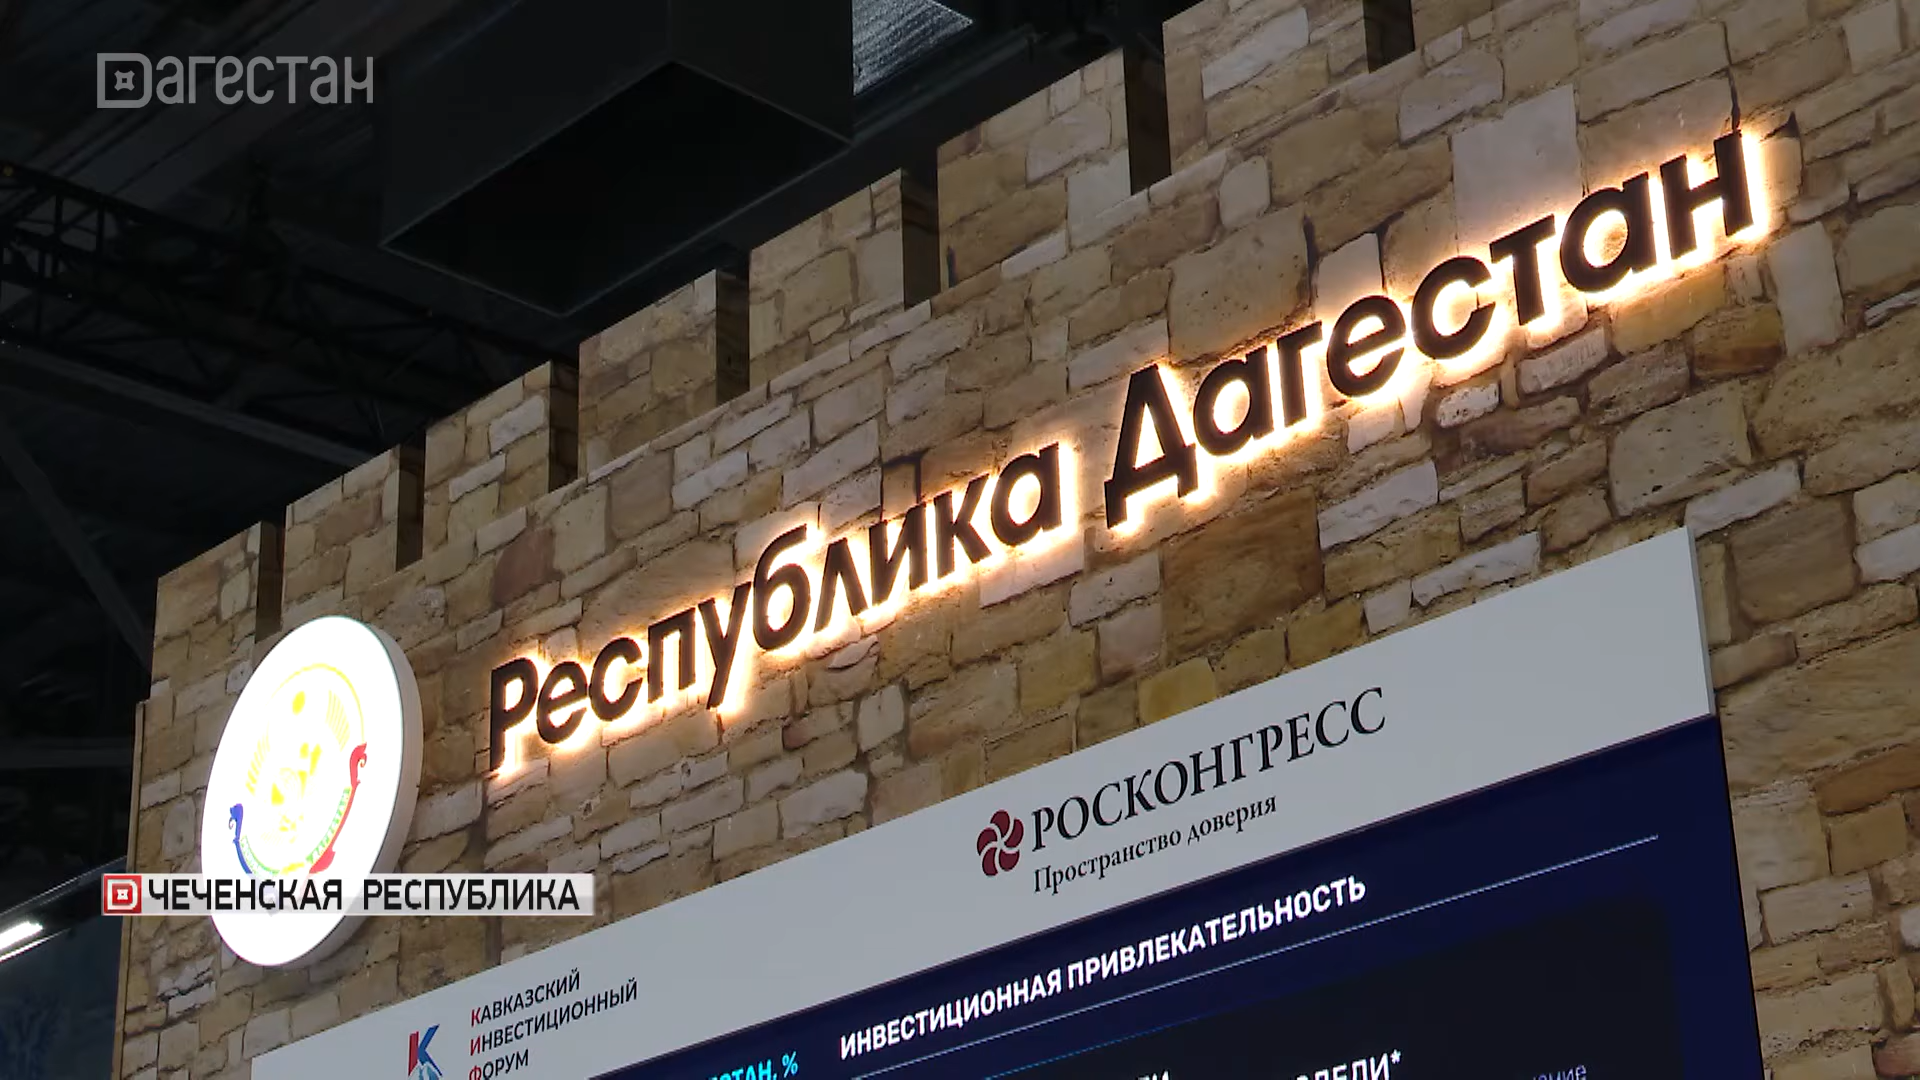 Дагестан
Республика Дагестан
РОСКОНГРЕСС
Пространство доверия
ЧЕЧЕНСКАЯ РЕСПУБЛИКА
КАВКАЗСКИЙ
ИНВЕСТИЦИОННЫЙ
ФОРУМ
ИНВЕСТИЦИОННАЯ ПРИВЛЕКАТЕЛЬНОСТЬ